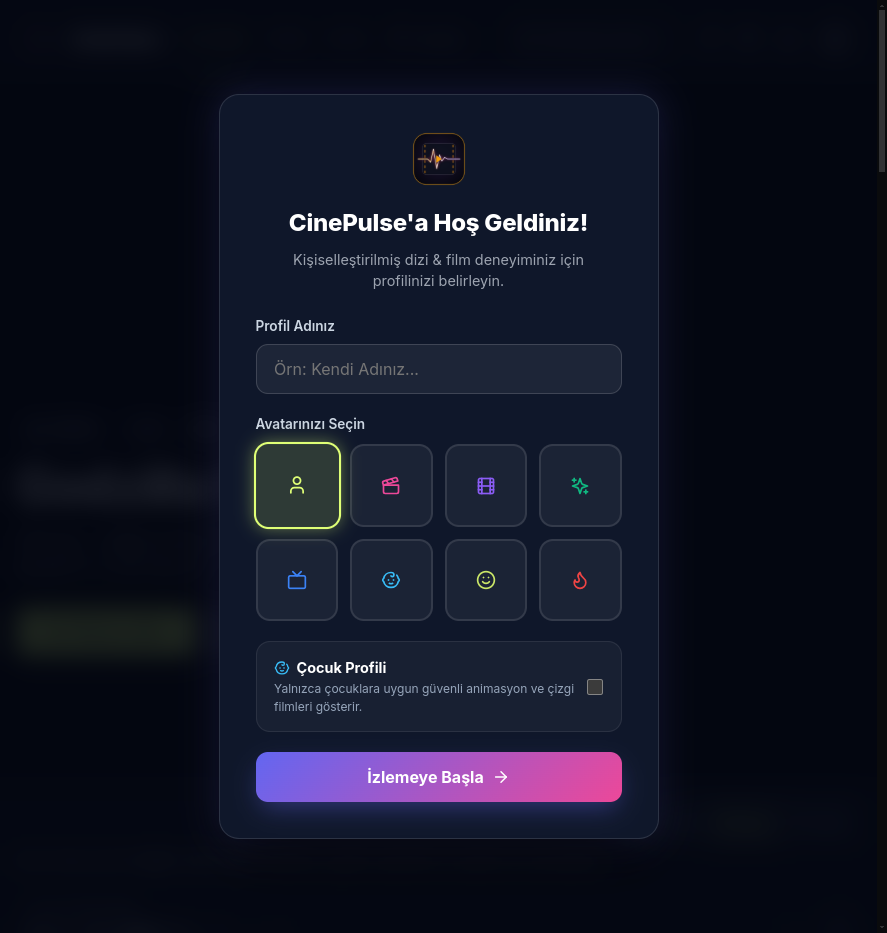 CinePulse'a Hoş Geldiniz!
Kişiselleştirilmiş dizi & film deneyiminiz için
profilinizi belirleyin.
Profil Adınız
Örn: Kendi Adınız...
Avatarınızı Seçin
Çocuk Profili
Yalnızca çocuklara uygun güvenli animasyon ve çizgi
filmleri gösterir.
İzlemeye Başla